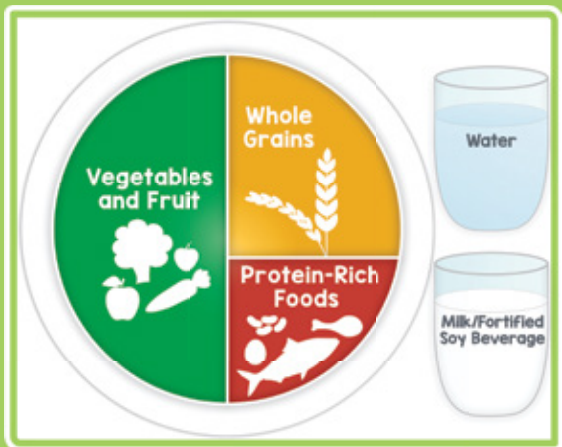 Vegetables
and Fruit
Whole
Grains
Protein-Rich
Foods
Water
Milk/Fortified
Soy Beverage